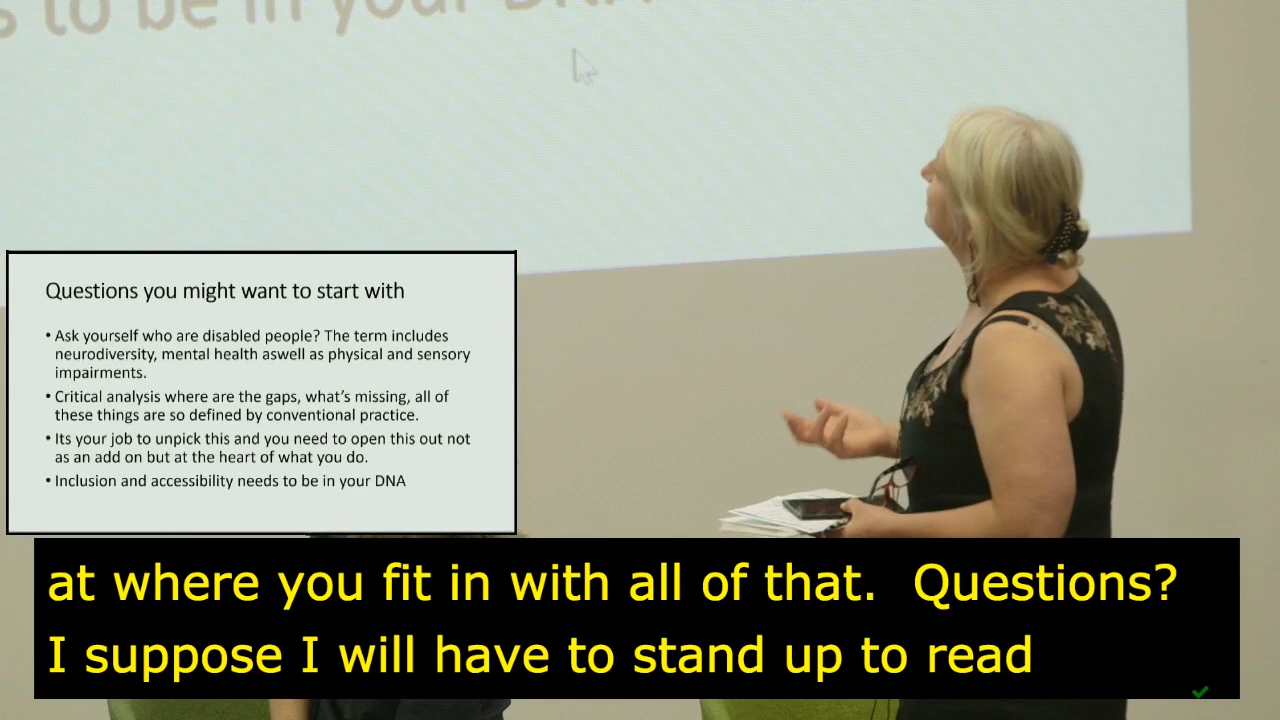 s to be in your DNA
Questions you might want to start with
• Ask yourself who are disabled people? The term includes
neurodiversity, mental health aswell as physical and sensory
impairments.
• Critical analysis where are the gaps, what's missing, all of
these things are so defined by conventional practice.
• Its your job to unpick this and you need to open this out not
as an add on but at the heart of what you do.
• Inclusion and accessibility needs to be in your DNA
at where you fit in with all of that.  Questions?
I suppose I will have to stand up to read